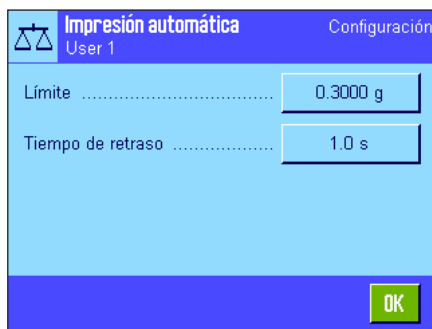 Impresión automática Configuración
User 1
Límite .................................... 0.3000 g
Tiempo de retraso ................... 1.0 s
OK